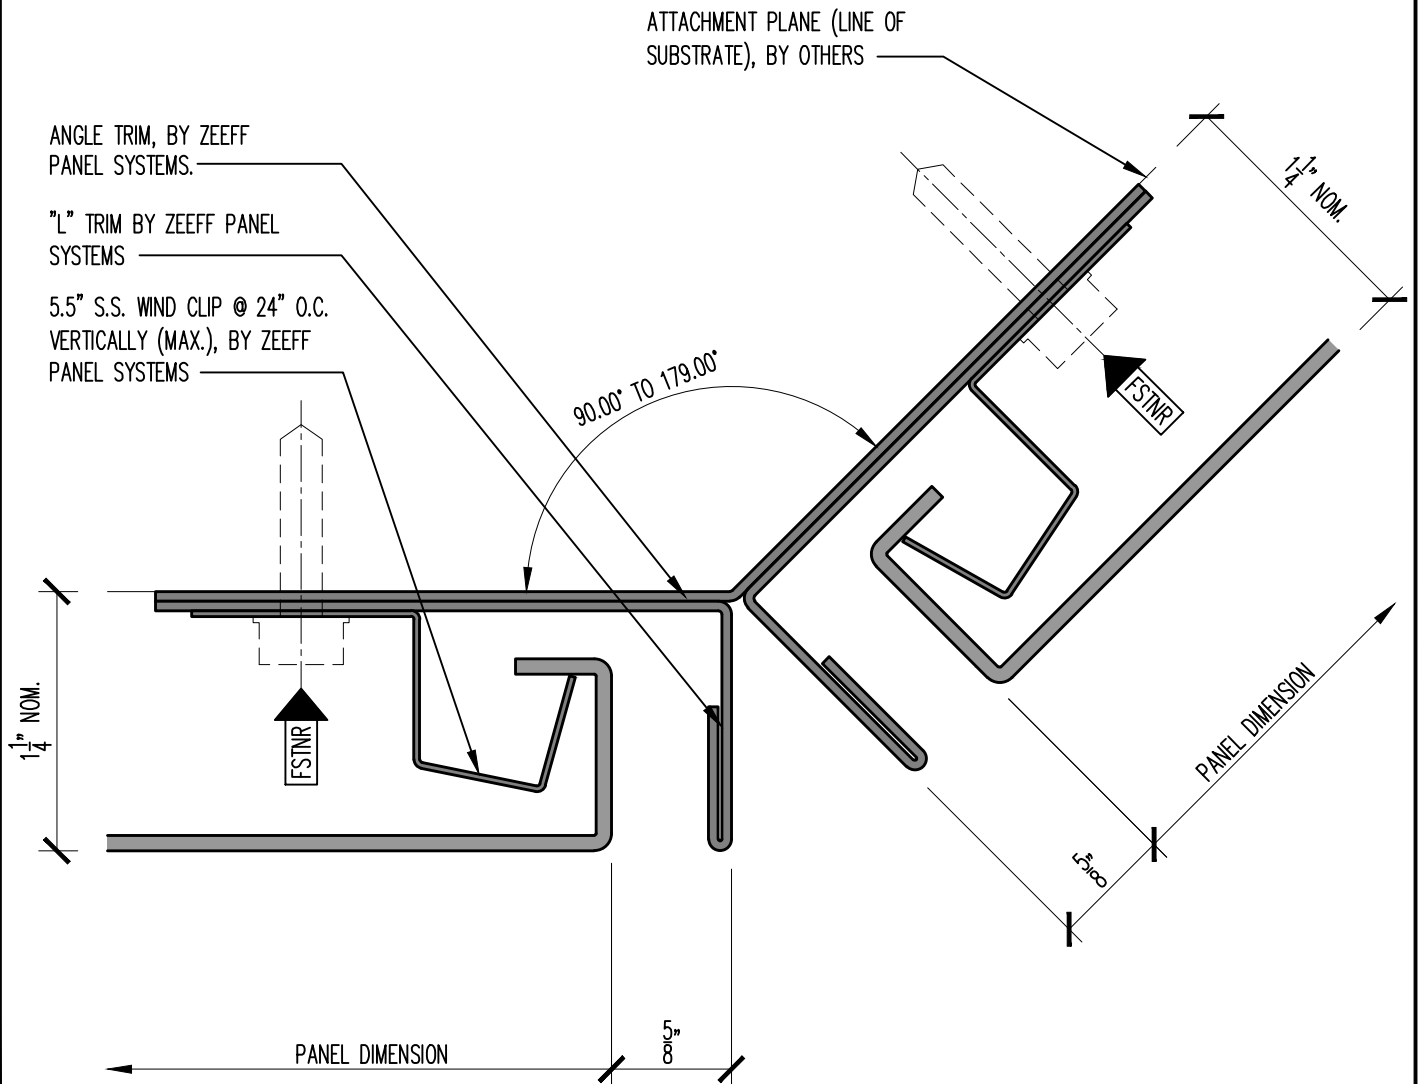 ATTACHMENT PLANE (LINE OF
SUBSTRATE), BY OTHERS
ANGLE TRIM, BY ZEEFF
PANEL SYSTEMS.
"L" TRIM BY ZEEFF PANEL
SYSTEMS
5.5" S.S. WIND CLIP @ 24" O.C.
VERTICALLY (MAX.), BY ZEEFF
PANEL SYSTEMS
90.00° TO 179.00°
1 1/4" NOM.
FSTNR
1 1/4" NOM.
FSTNR
PANEL DIMENSION
5/8"
PANEL DIMENSION
5/8"